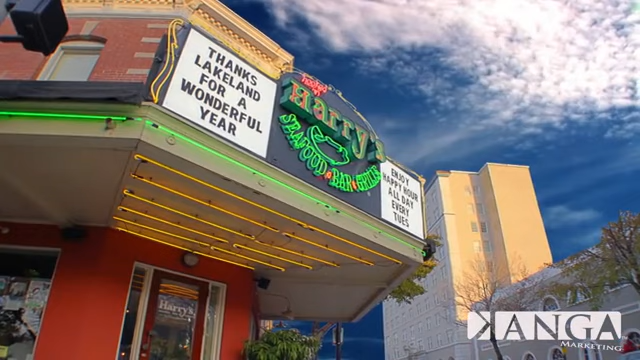 THANKS
LAKELAND
FOR A
WONDERFUL
YEAR
Harry's
SEAFOOD BAR GRILLE
ENJOY
HAPPY HOUR
ALL DAY
EVERY
TUES
Harry's
KANGA
MARKETING